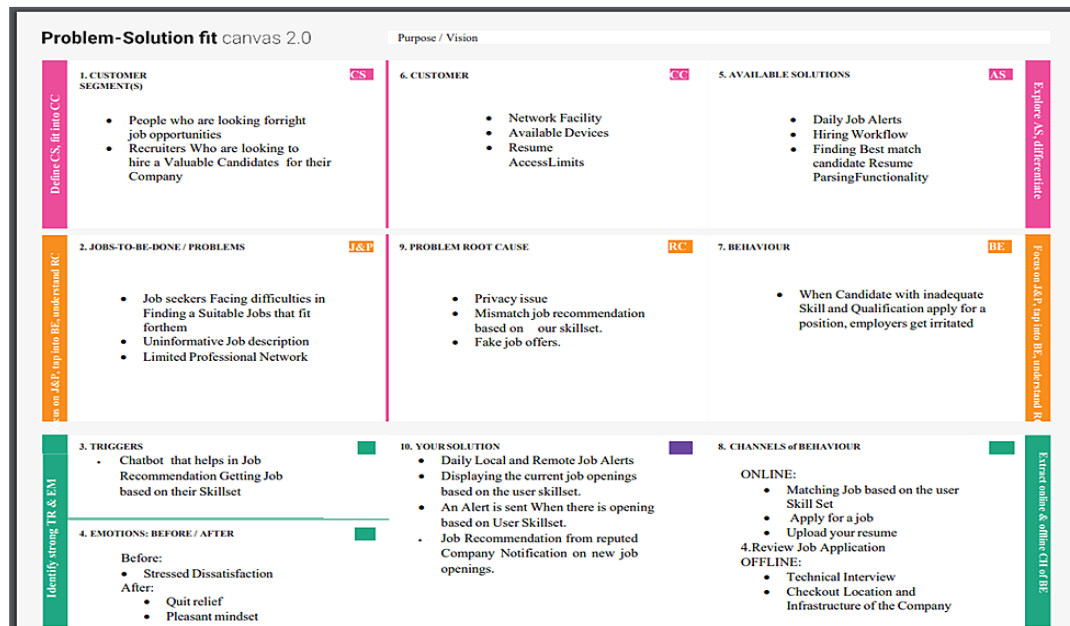 Problem-Solution fit canvas 2.0
Purpose / Vision
Define CS, fit into CC
1. CUSTOMER
SEGMENT(S)
CS
• People who are looking forright
job opportunities
• Recruiters Who are looking to
hire a Valuable Candidates for their
Company
6. CUSTOMER
CC
• Network Facility
• Available Devices
• Resume
AccessLimits
5. AVAILABLE SOLUTIONS
AS
• Daily Job Alerts
• Hiring Workflow
• Finding Best match
candidate Resume
ParsingFunctionality
Explore AS, differentiate
on J&P, tap into BE, understand RC
2. JOBS-TO-BE-DONE / PROBLEMS
J&P
• Job seekers Facing difficulties in
Finding a Suitable Jobs that fit
forthem
• Uninformative Job description
• Limited Professional Network
9. PROBLEM ROOT CAUSE
RC
• Privacy issue
• Mismatch job recommendation
based on our skillset.
• Fake job offers.
7. BEHAVIOUR
BE
• When Candidate with inadequate
Skill and Qualification apply for a
position, employers get irritated
Focus on J&P, tap into BE, understand
Identify strong TR & EM
3. TRIGGERS
• Chatbot that helps in Job
Recommendation Getting Job
based on their Skillset
4. EMOTIONS: BEFORE / AFTER
Before:
• Stressed Dissatisfaction
After:
• Quit relief
• Pleasant mindset
10. YOUR SOLUTION
• Daily Local and Remote Job Alerts
• Displaying the current job openings
based on the user skillset.
• An Alert is sent When there is opening
based on User Skillset.
• Job Recommendation from reputed
Company Notification on new job
openings.
8. CHANNELS of BEHAVIOUR
ONLINE:
• Matching Job based on the user
Skill Set
• Apply for a job
• Upload your resume
4.Review Job Application
OFFLINE:
• Technical Interview
• Checkout Location and
Infrastructure of the Company
Extract online & offline CH of BE